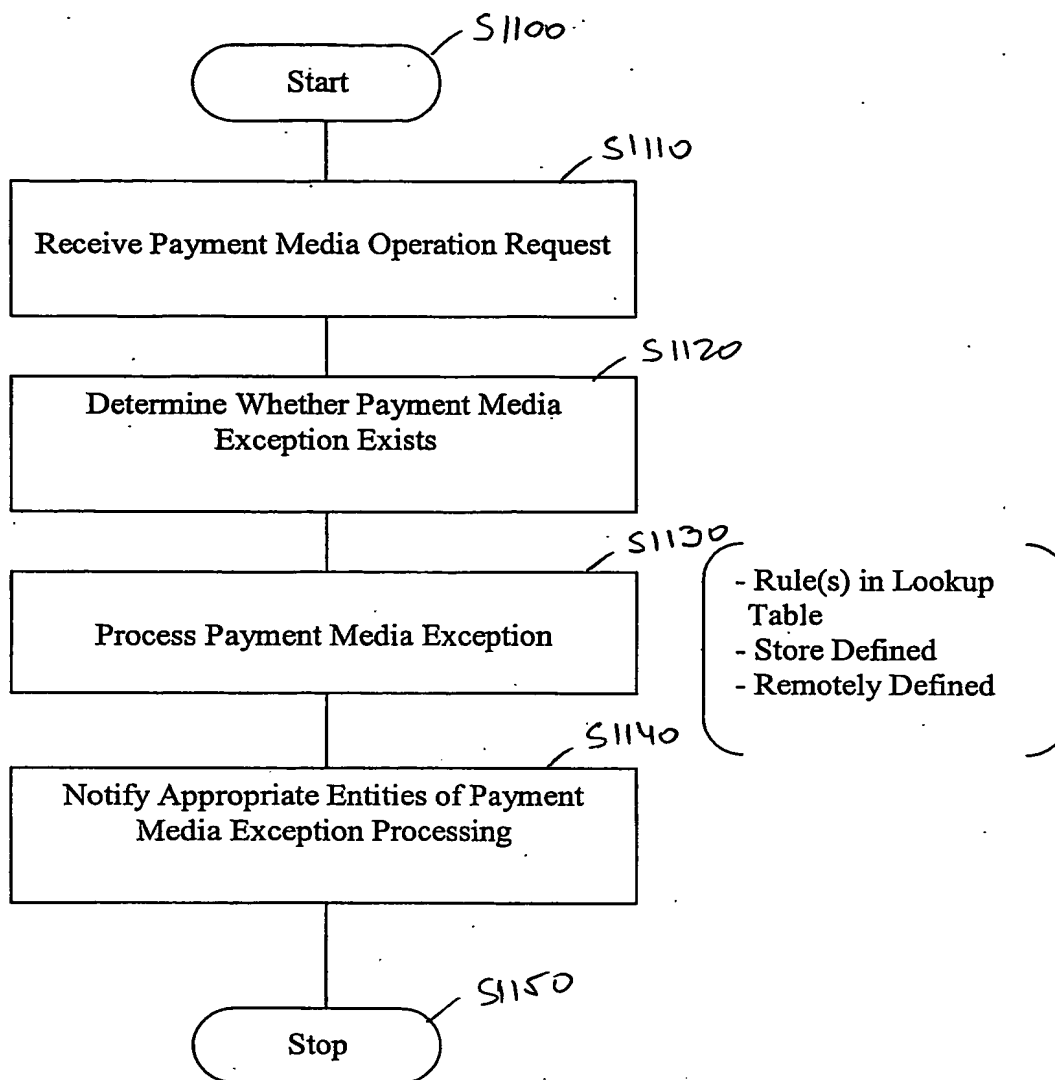 S1100
Start
S1110
Receive Payment Media Operation Request
S1120
Determine Whether Payment Media
Exception Exists
S1130
Process Payment Media Exception
- Rule(s) in Lookup
Table
- Store Defined
- Remotely Defined
S1140
Notify Appropriate Entities of Payment
Media Exception Processing
S1150
Stop